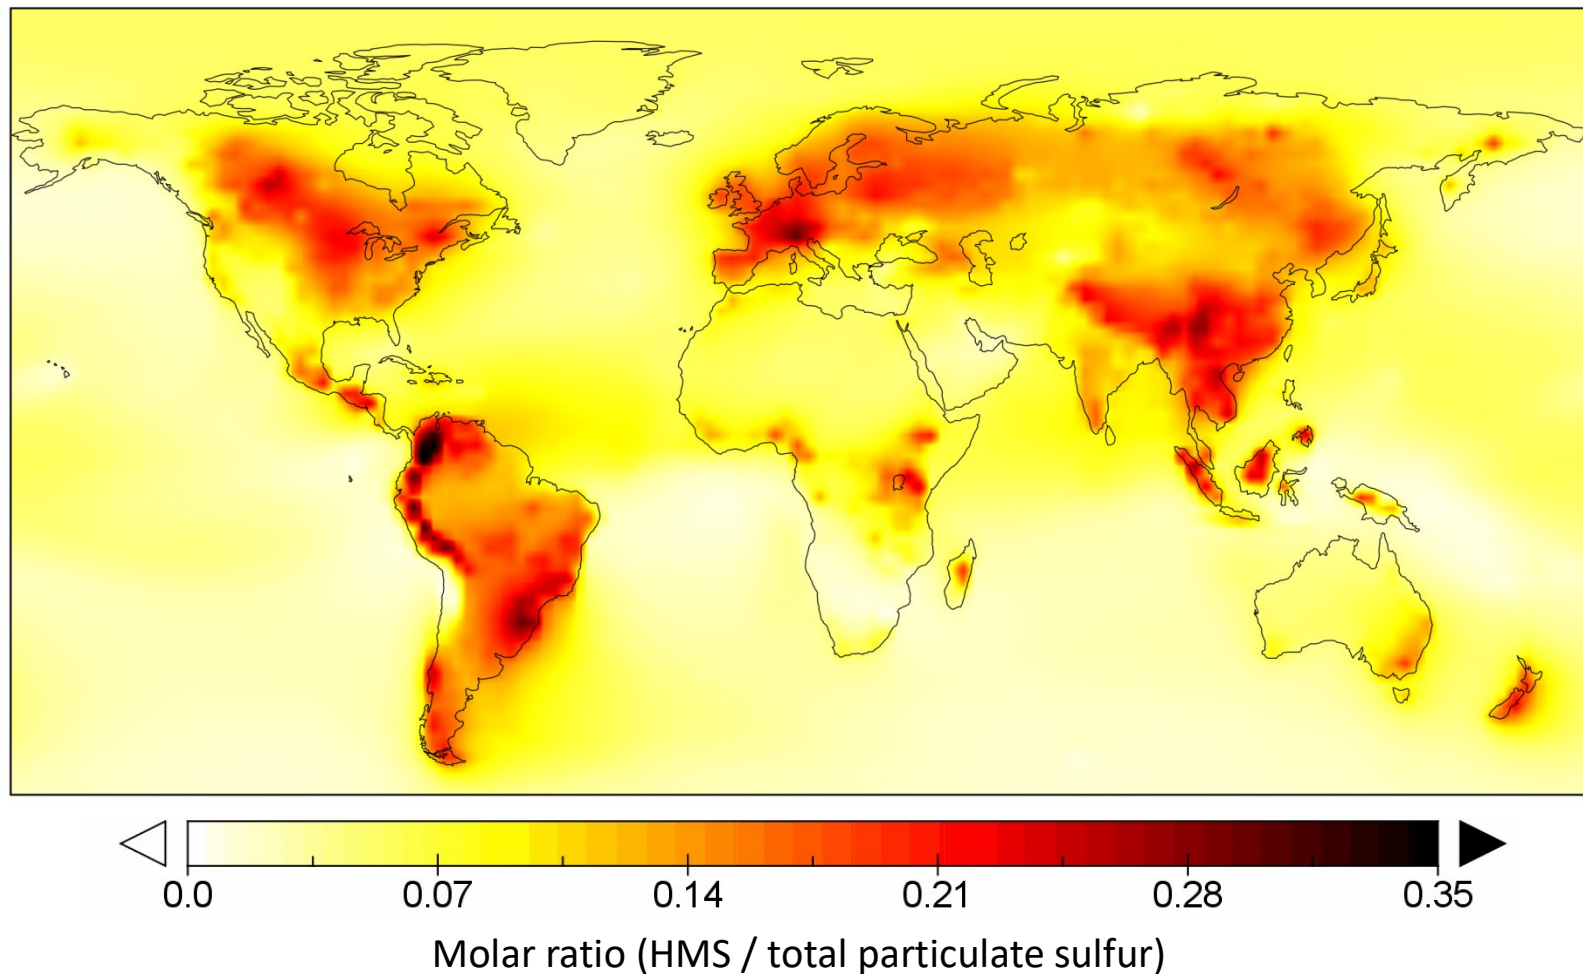 0.0 0.07 0.14 0.21 0.28 0.35
Molar ratio (HMS / total particulate sulfur)